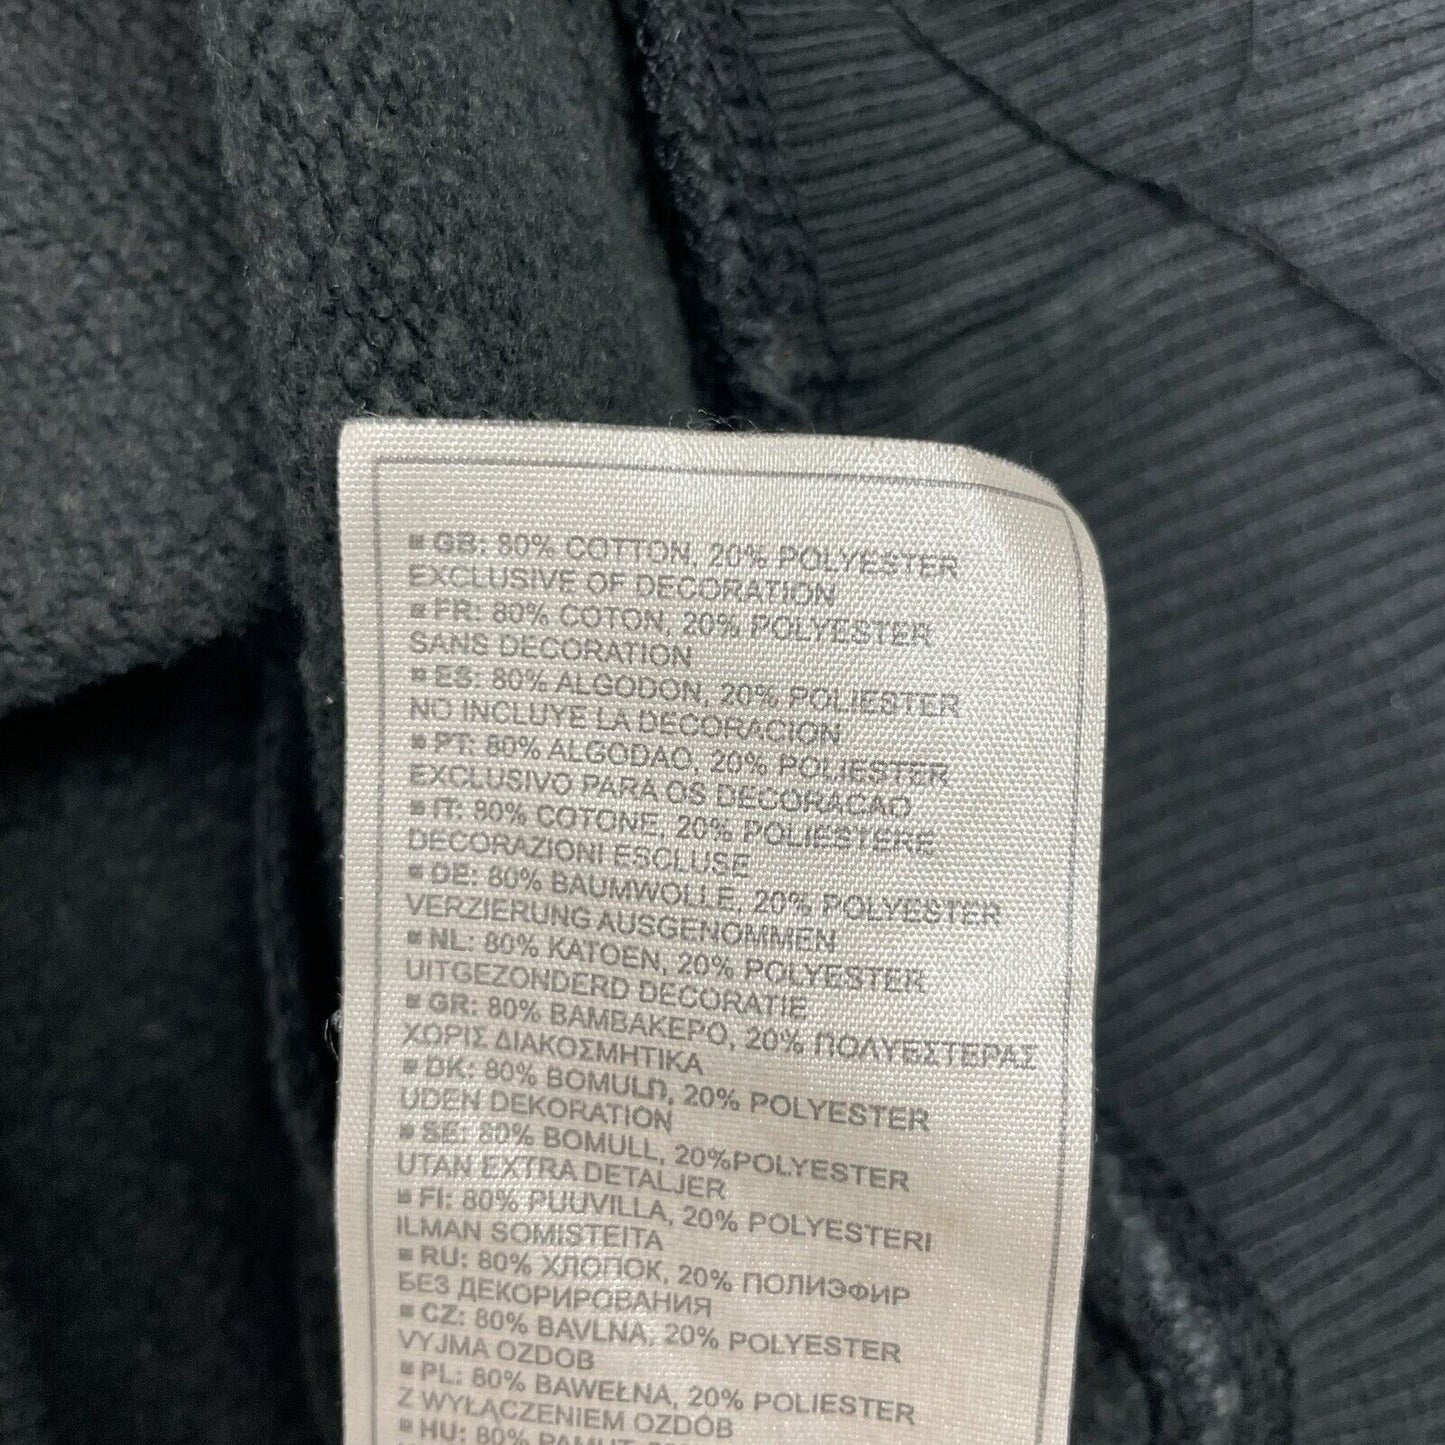 ▪ GB: 80% COTTON, 20% POLYESTER
EXCLUSIVE OF DECORATION
▪ FR: 80% COTON, 20% POLYESTER
SANS DECORATION
▪ ES: 80% ALGODON, 20% POLIESTER
NO INCLUYE LA DECORACION
▪ PT: 80% ALGODAO, 20% POLIESTER
EXCLUSIVO PARA OS DECORACAO
▪ IT: 80% COTONE, 20% POLIESTERE
DECORAZIONI ESCLUSE
▪ DE: 80% BAUMWOLLE, 20% POLYESTER
VERZIERUNG AUSGENOMMEN
▪ NL: 80% KATOEN, 20% POLYESTER
UITGEZONDERD DECORATIE
▪ GR: 80% ΒΑΜΒΑΚΕΡΟ, 20% ΠΟΛΥΕΣΤΕΡΑΣ
ΧΩΡΙΣ ΔΙΑΚΟΣΜΗΤΙΚΑ
▪ DK: 80% BOMULD, 20% POLYESTER
UDEN DEKORATION
▪ SE: 80% BOMULL, 20%POLYESTER
UTAN EXTRA DETALJER
▪ FI: 80% PUUVILLA, 20% POLYESTERI
ILMAN SOMISTEITA
▪ RU: 80% ХЛОПОК, 20% ПОЛИЭФИР
БЕЗ ДЕКОРИРОВАНИЯ
▪ CZ: 80% BAVLNA, 20% POLYESTER
VYJMA OZDOB
▪ PL: 80% BAWEŁNA, 20% POLYESTER
Z WYŁĄCZENIEM OZDÓB
▪ HU: 80% PAMUT,